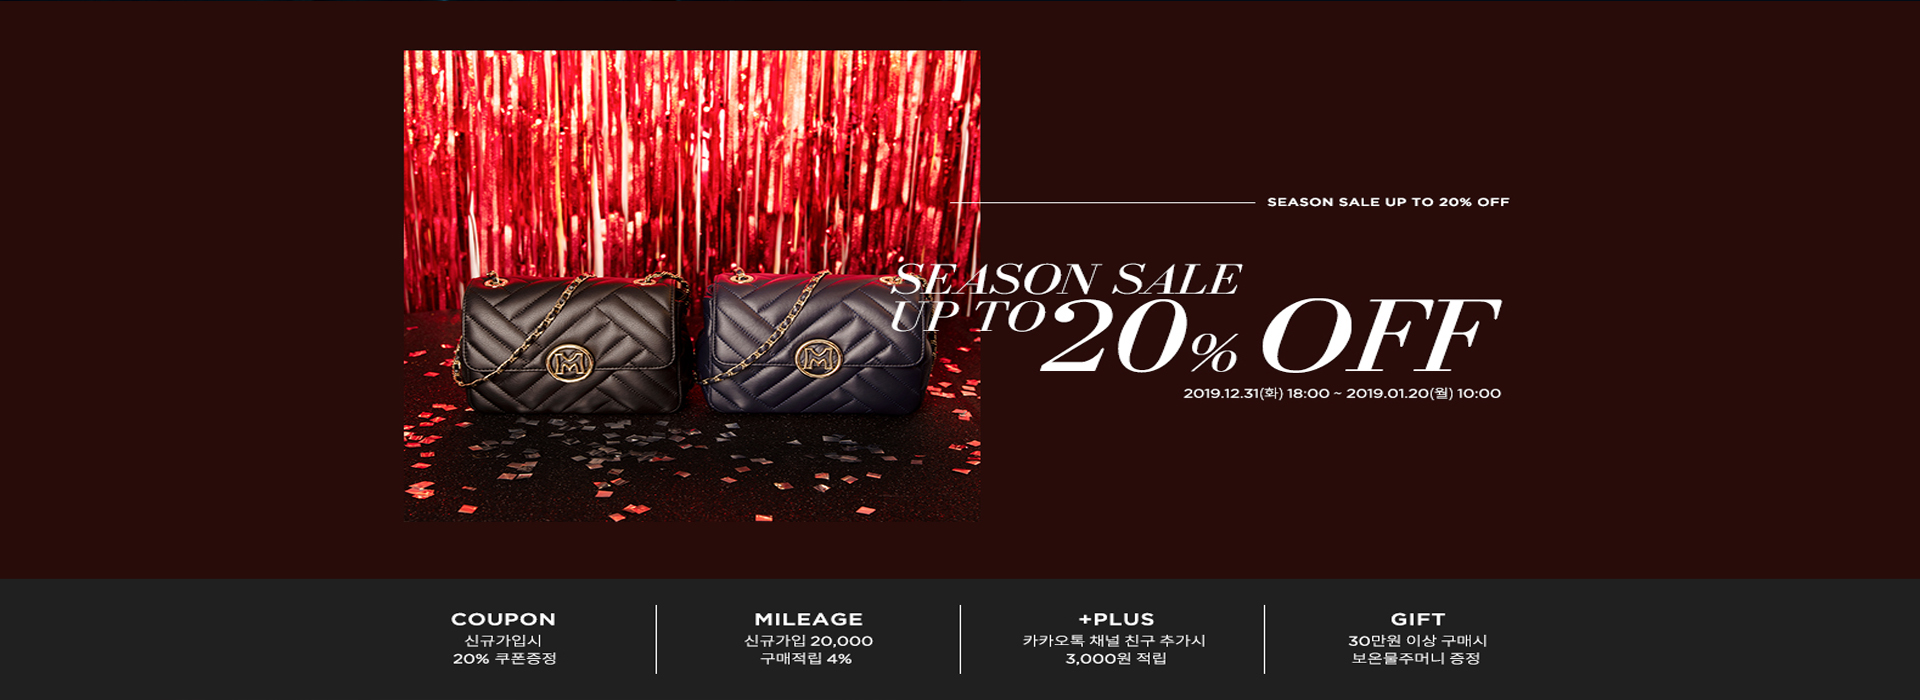 SEASON SALE UP TO 20% OFF
SEASON SALE
UP TO 20% OFF
2019.12.31(화) 18:00 ~ 2019.01.20(월) 10:00
M
M
COUPON
신규가입시
20% 쿠폰증정
MILEAGE
신규가입 20,000
구매적립 4%
+PLUS
카카오톡 채널 친구 추가시
3,000원 적립
GIFT
30만원 이상 구매시
보온물주머니 증정